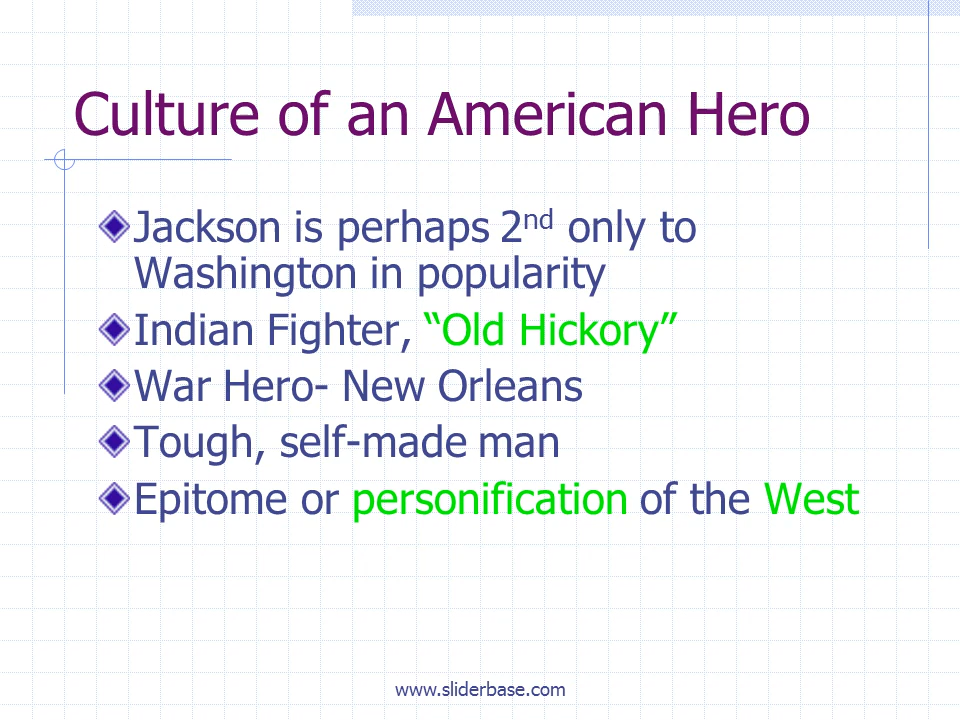 Culture of an American Hero
Jackson is perhaps 2nd only to
Washington in popularity
Indian Fighter, “Old Hickory”
War Hero- New Orleans
Tough, self-made man
Epitome or personification of the West
www.sliderbase.com